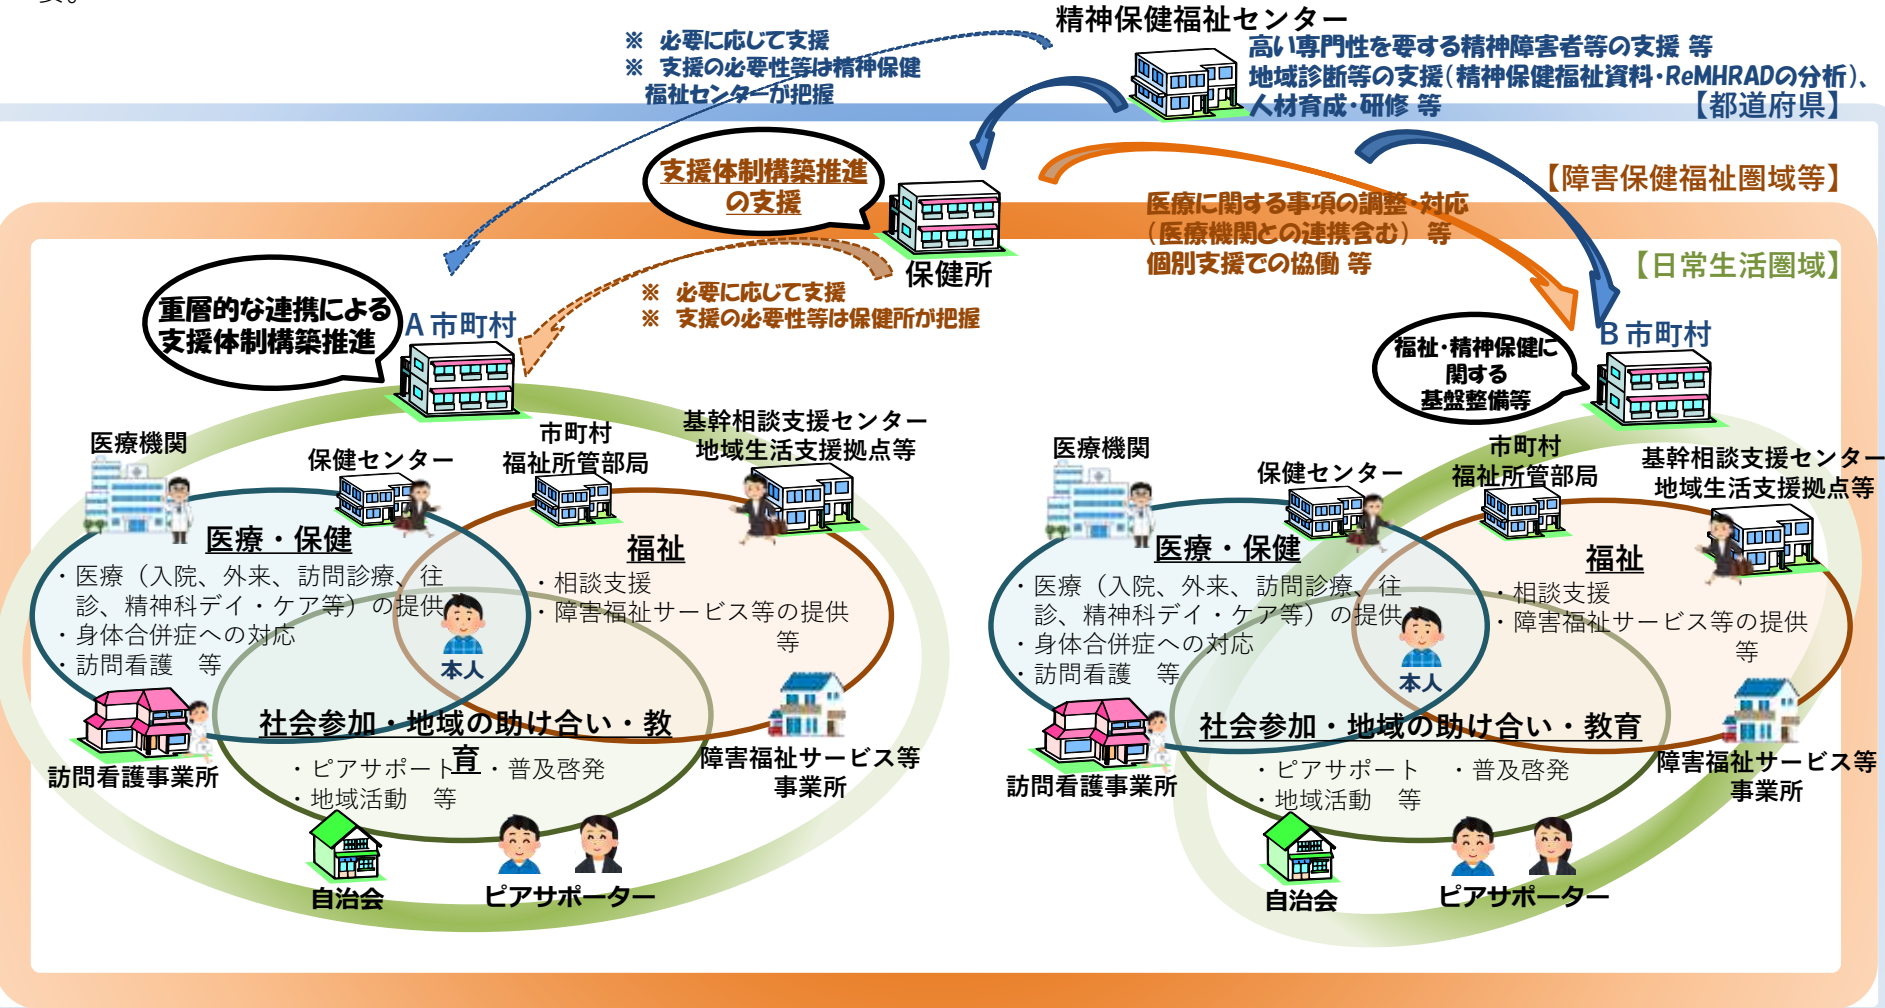 精神保健福祉センター
※　必要に応じて支援
※　支援の必要性等は精神保健
福祉センターが把握
高い専門性を要する精神障害者等の支援 等
地域診断等の支援（精神保健福祉資料・ReMHRADの分析）、
人材育成・研修 等
【都道府県】
支援体制構築推進
の支援
保健所
【障害保健福祉圏域等】
医療に関する事項の調整・対応
（医療機関との連携含む） 等
個別支援での協働 等
【日常生活圏域】
※　必要に応じて支援
※　支援の必要性等は保健所が把握
重層的な連携による
支援体制構築推進
A 市町村
福祉・精神保健に
関する
基盤整備等
B 市町村
医療機関
保健センター
市町村
福祉所管部局
基幹相談支援センター
地域生活支援拠点等
医療・保健
・医療（入院、外来、訪問診療、往
診、精神科デイ・ケア等）の提供
・身体合併症への対応
・訪問看護　等
福祉
・相談支援
・障害福祉サービス等の提供
等
本人
社会参加・地域の助け合い・教
育
・ピアサポート　・普及啓発
・地域活動　等
訪問看護事業所
障害福祉サービス等
事業所
自治会
ピアサポーター
医療機関
保健センター
市町村
福祉所管部局
基幹相談支援センター
地域生活支援拠点等
医療・保健
・医療（入院、外来、訪問診療、往
診、精神科デイ・ケア等）の提供
・身体合併症への対応
・訪問看護　等
福祉
・相談支援
・障害福祉サービス等の提供
等
本人
社会参加・地域の助け合い・教育
・ピアサポート　・普及啓発
・地域活動　等
訪問看護事業所
障害福祉サービス等
事業所
自治会
ピアサポーター